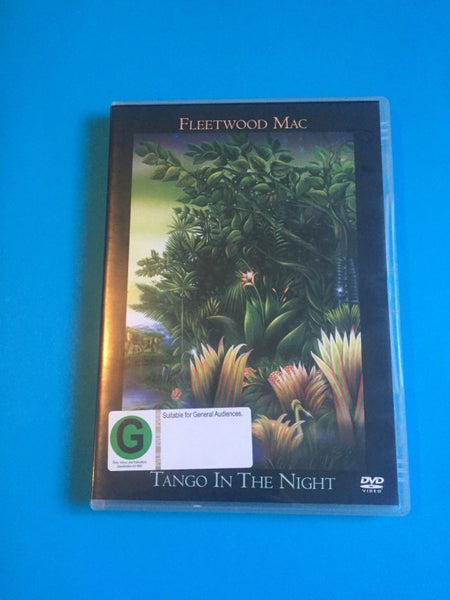 FLEETWOOD MAC
Suitable for General Audiences.
G
TANGO IN THE NIGHT
DVD
VIDEO